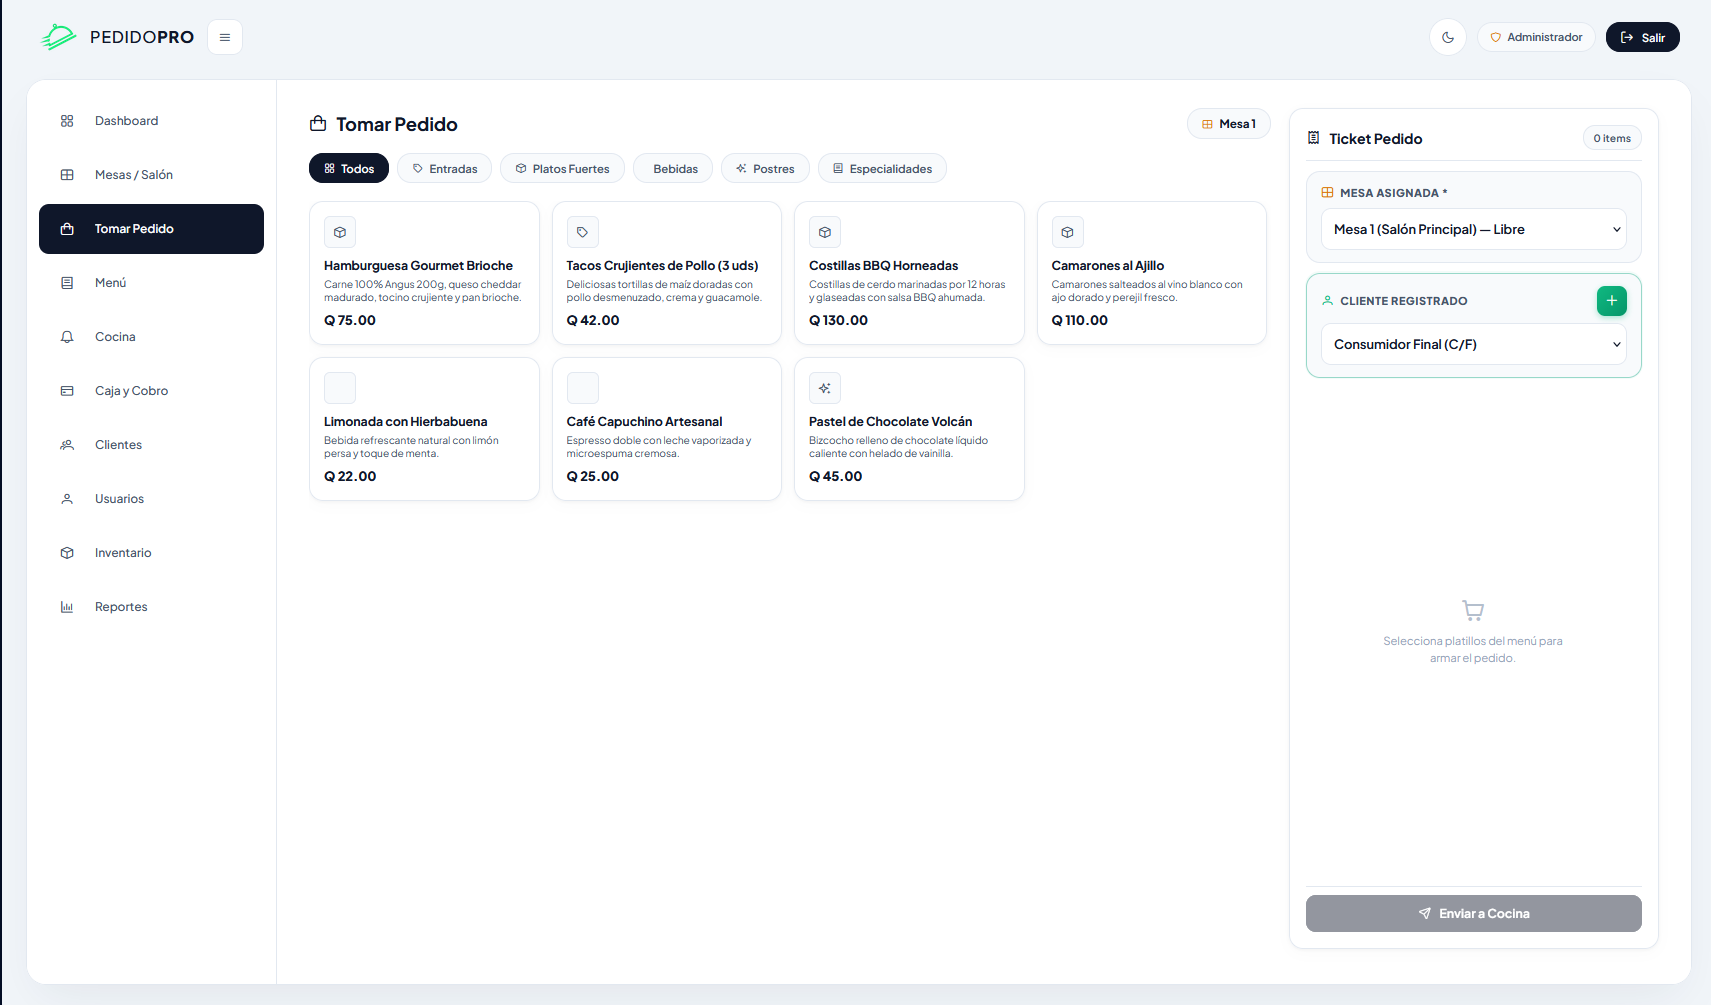 PEDIDOPRO
Administrador
Salir
Dashboard
Mesas / Salón
Tomar Pedido
Menú
Cocina
Caja y Cobro
Clientes
Usuarios
Inventario
Reportes
Tomar Pedido
Mesa 1
Todos
Entradas
Platos Fuertes
Bebidas
Postres
Especialidades
Hamburguesa Gourmet Brioche
Carne 100% Angus 200g, queso cheddar
madurado, tocino crujiente y pan brioche.
Q 75.00
Tacos Crujientes de Pollo (3 uds)
Deliciosas tortillas de maíz doradas con
pollo desmenuzado, crema y guacamole.
Q 42.00
Costillas BBQ Horneadas
Costillas de cerdo marinadas por 12 horas
y glaseadas con salsa BBQ ahumada.
Q 130.00
Camarones al Ajillo
Camarones salteados al vino blanco con
ajo dorado y perejil fresco.
Q 110.00
Limonada con Hierbabuena
Bebida refrescante natural con limón
persa y toque de menta.
Q 22.00
Café Capuchino Artesanal
Espresso doble con leche vaporizada y
microespuma cremosa.
Q 25.00
Pastel de Chocolate Volcán
Bizcocho relleno de chocolate líquido
caliente con helado de vainilla.
Q 45.00
Ticket Pedido
0 items
MESA ASIGNADA *
Mesa 1 (Salón Principal) — Libre
CLIENTE REGISTRADO
Consumidor Final (C/F)
Selecciona platillos del menú para
armar el pedido.
Enviar a Cocina